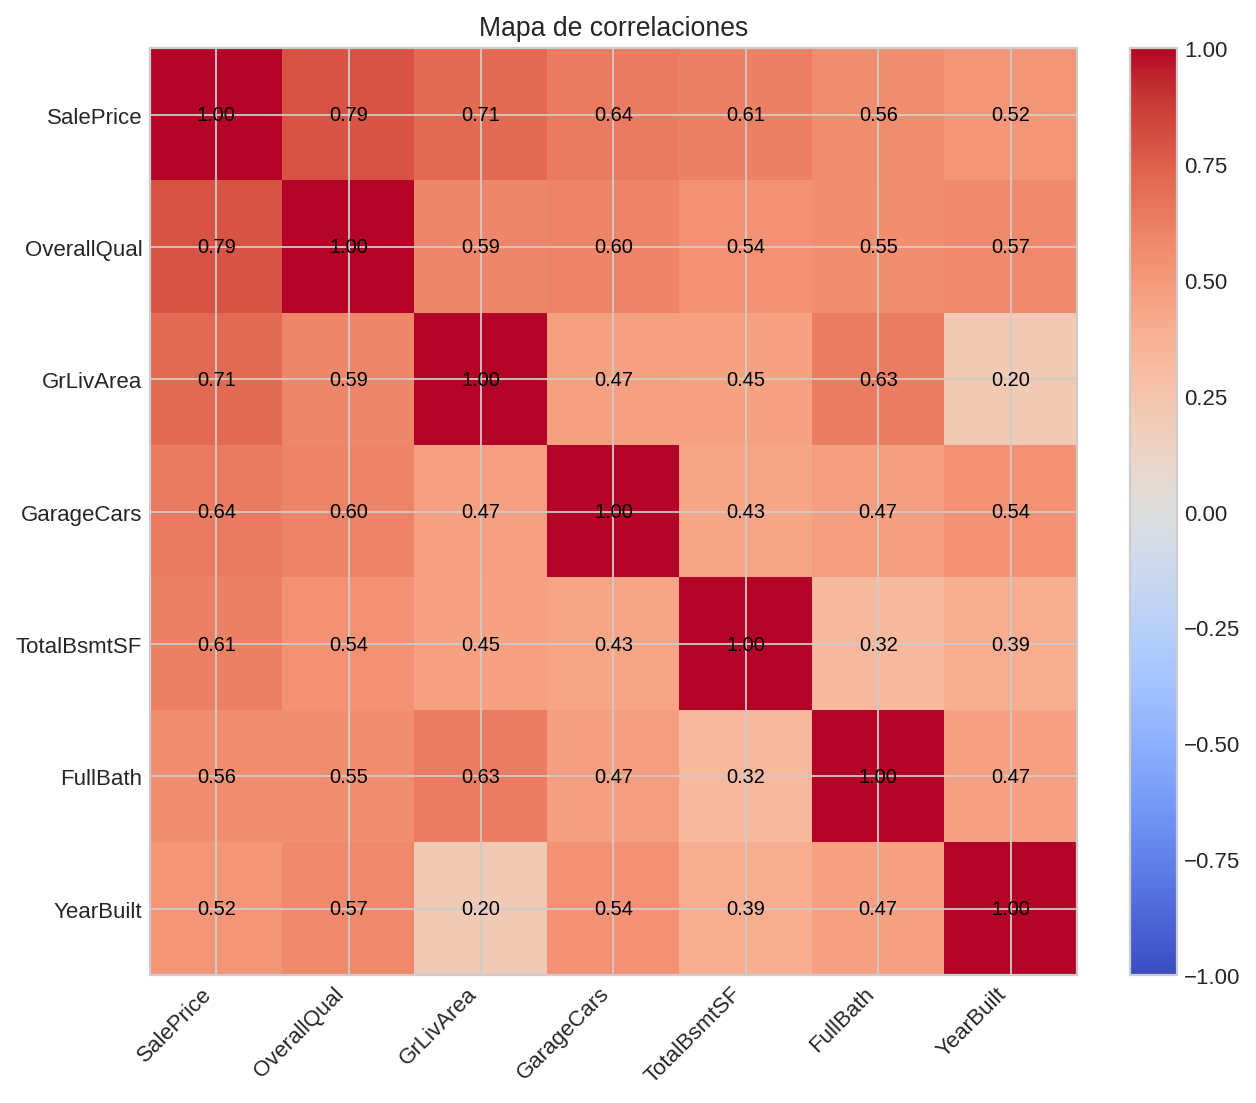 Mapa de correlaciones
SalePrice 1.00 0.79 0.71 0.64 0.61 0.56 0.52
OverallQual 0.79 1.00 0.59 0.60 0.54 0.55 0.57
GrLivArea 0.71 0.59 1.00 0.47 0.45 0.63 0.20
GarageCars 0.64 0.60 0.47 1.00 0.43 0.47 0.54
TotalBsmtSF 0.61 0.54 0.45 0.43 1.00 0.32 0.39
FullBath 0.56 0.55 0.63 0.47 0.32 1.00 0.47
YearBuilt 0.52 0.57 0.20 0.54 0.39 0.47 1.00
SalePrice OverallQual GrLivArea GarageCars TotalBsmtSF FullBath YearBuilt
1.00
0.75
0.50
0.25
0.00
−0.25
−0.50
−0.75
−1.00